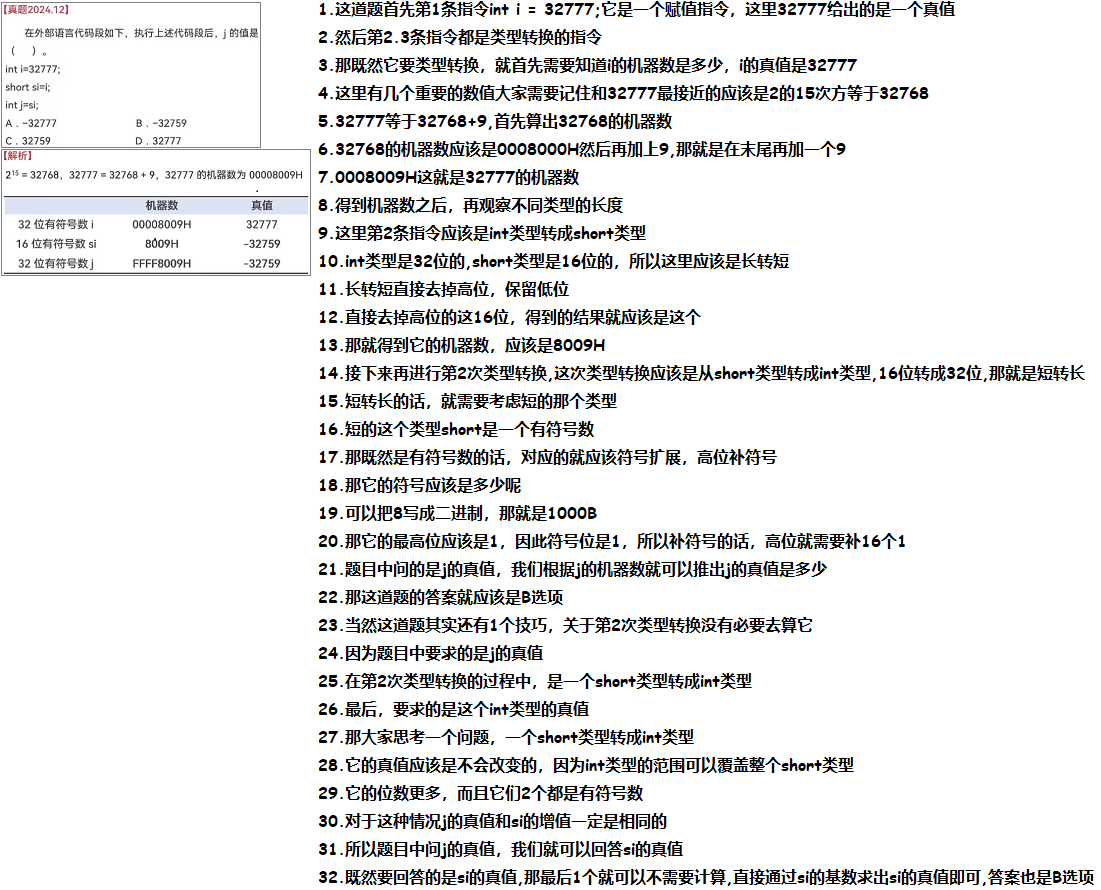 【真题2024.12】
在外部语言代码段如下，执行上述代码段后，j 的值是
（ ）。
int i=32777;
short si=i;
int j=si;
A．-32777 B．-32759
C．32759 D．32777
【解析】
2¹⁵ = 32768，32777 = 32768 + 9，32777 的机器数为 00008009H
机器数 真值
32 位有符号数 i 00008009H 32777
16 位有符号数 si 8009H -32759
32 位有符号数 j FFFF8009H -32759
1.这道题首先第1条指令int i = 32777;它是一个赋值指令，这里32777给出的是一个真值
2.然后第2.3条指令都是类型转换的指令
3.那既然它要类型转换，就首先需要知道i的机器数是多少，i的真值是32777
4.这里有几个重要的数值大家需要记住和32777最接近的应该是2的15次方等于32768
5.32777等于32768+9,首先算出32768的机器数
6.32768的机器数应该是0008000H然后再加上9,那就是在末尾再加一个9
7.0008009H这就是32777的机器数
8.得到机器数之后，再观察不同类型的长度
9.这里第2条指令应该是int类型转成short类型
10.int类型是32位的,short类型是16位的，所以这里应该是长转短
11.长转短直接去掉高位，保留低位
12.直接去掉高位的这16位，得到的结果就应该是这个
13.那就得到它的机器数，应该是8009H
14.接下来再进行第2次类型转换,这次类型转换应该是从short类型转成int类型,16位转成32位,那就是短转长
15.短转长的话，就需要考虑短的那个类型
16.短的这个类型short是一个有符号数
17.那既然是有符号数的话，对应的就应该符号扩展，高位补符号
18.那它的符号应该是多少呢
19.可以把8写成二进制，那就是1000B
20.那它的最高位应该是1，因此符号位是1，所以补符号的话，高位就需要补16个1
21.题目中问的是j的真值，我们根据j的机器数就可以推出j的真值是多少
22.那这道题的答案就应该是B选项
23.当然这道题其实还有1个技巧，关于第2次类型转换没有必要去算它
24.因为题目中要求的是j的真值
25.在第2次类型转换的过程中，是一个short类型转成int类型
26.最后，要求的是这个int类型的真值
27.那大家思考一个问题，一个short类型转成int类型
28.它的真值应该是不会改变的，因为int类型的范围可以覆盖整个short类型
29.它的位数更多，而且它们2个都是有符号数
30.对于这种情况j的真值和si的增值一定是相同的
31.所以题目中问j的真值，我们就可以回答si的真值
32.既然要回答的是si的真值,那最后1个就可以不需要计算,直接通过si的基数求出si的真值即可,答案也是B选项